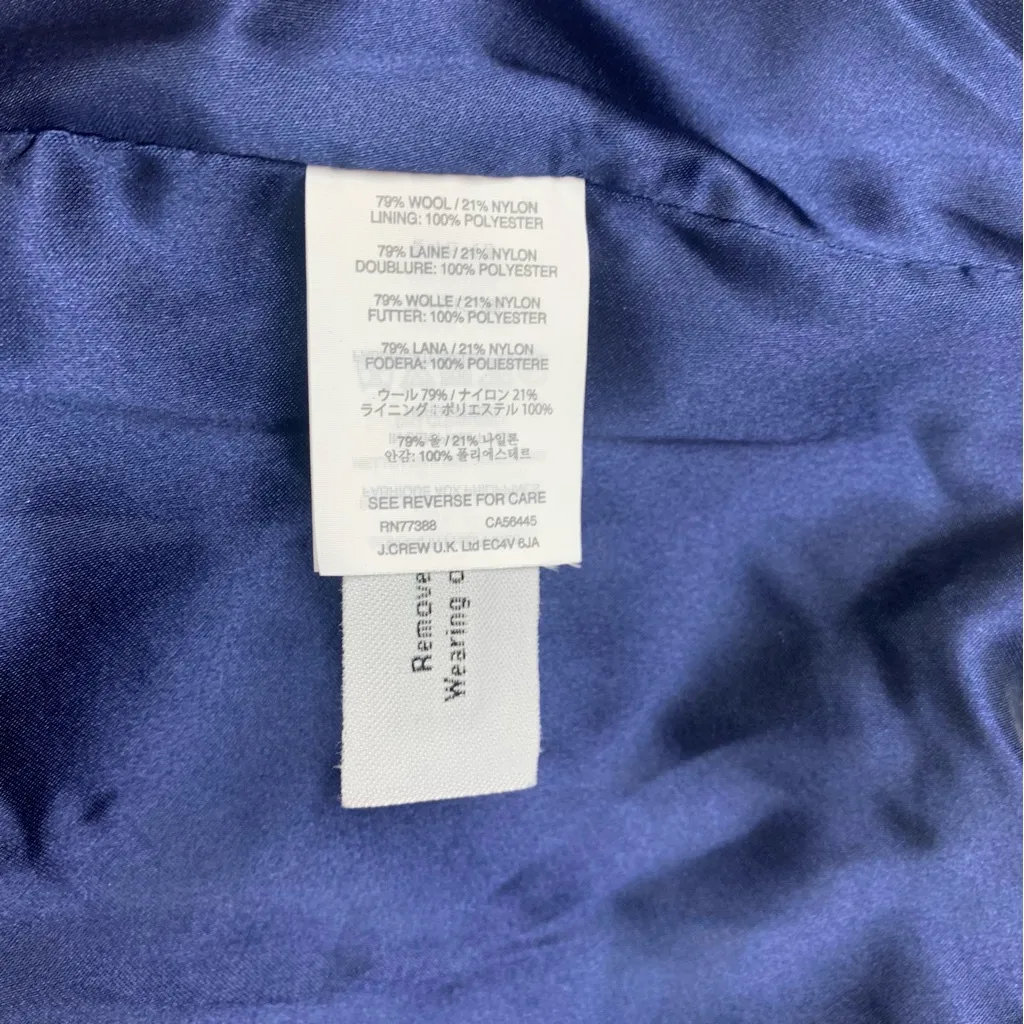 79% WOOL / 21% NYLON
LINING: 100% POLYESTER
79% LAINE / 21% NYLON
DOUBLURE: 100% POLYESTER
79% WOLLE / 21% NYLON
FUTTER: 100% POLYESTER
79% LANA / 21% NYLON
FODERA: 100% POLIESTERE
ウール 79% / ナイロン 21%
ライニング : ポリエステル 100%
79% 울 / 21% 나일론
안감: 100% 폴리에스테르
SEE REVERSE FOR CARE
RN77388 CA56445
J.CREW U.K. Ltd EC4V 6JA
Remove
Wearing